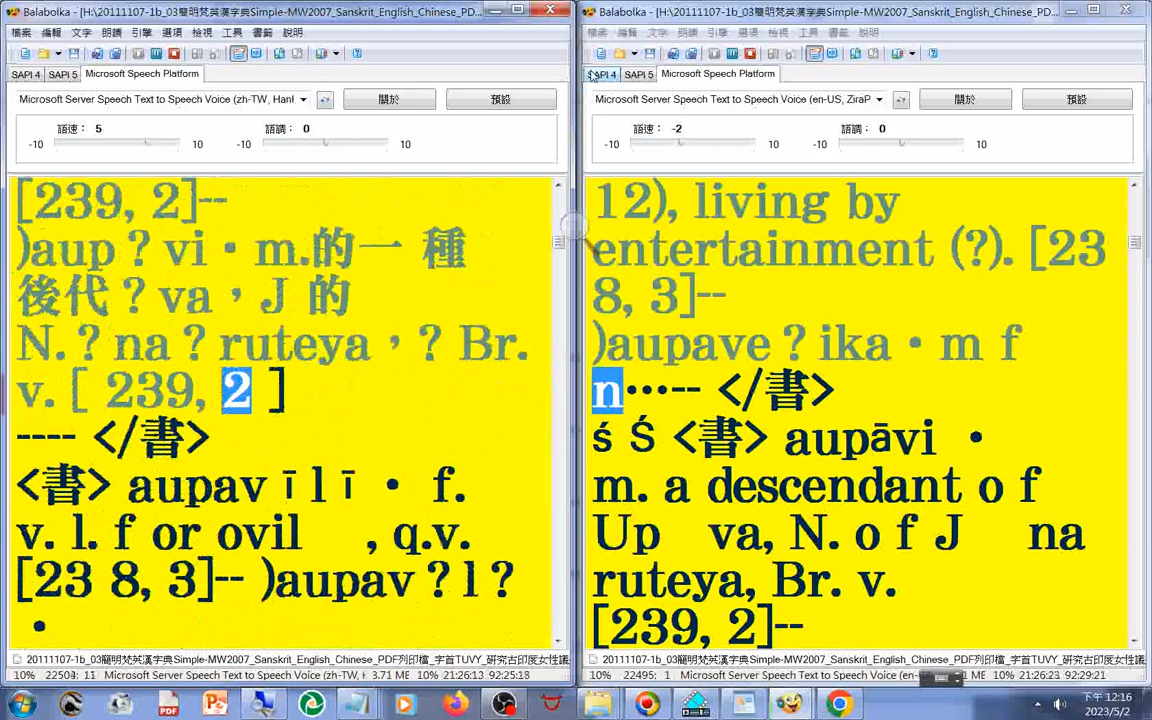 Balabolka - [H:\20111107-1b_03簡明梵英漢字典Simple-MW2007_Sanskrit_English_Chinese_PD...
檔案 編輯 文字 朗讀 引擎 選項 檢視 工具 書籤 說明
SAPI 4 SAPI 5 Microsoft Speech Platform
Microsoft Server Speech Text to Speech Voice (zh-TW, Hanl
關於 預設
語速： 5 語調： 0
-10 10 -10 10
[239, 2]--
)aup ? vi • m.的一 種
後代 ? va，J 的
N. ? na ? ruteya，? Br.
v. [ 239, 2 ]
---- </書>
<書> aupav ī l ī • f.
v. l. f or ovil , q.v.
[23 8, 3]-- )aupav ? l ?
•
20111107-1b_03簡明梵英漢字典Simple-MW2007_Sanskrit_English_Chinese_PDF列印檔_字首TUVY_研究古印度女性議
10% 22504: 11 Microsoft Server Speech Text to Speech Voice (zh-TW, H 3.71 ME 10% 21:26:13 92:25:18
Balabolka - [H:\20111107-1b_03簡明梵英漢字典Simple-MW2007_Sanskrit_English_Chinese_PD...
檔案 編輯 文字 朗讀 引擎 選項 檢視 工具 書籤 說明
SAPI 4 SAPI 5 Microsoft Speech Platform
Microsoft Server Speech Text to Speech Voice (en-US, ZiraP
關於 預設
語速： -2 語調： 0
-10 10 -10 10
12), living by
entertainment (?). [23
8, 3]--
)aupave ? ika • m f
n…-- </書>
ś Ś <書> aupāvi •
m. a descendant o f
Up va, N. o f J na
ruteya, Br. v.
[239, 2]--
20111107-1b_03簡明梵英漢字典Simple-MW2007_Sanskrit_English_Chinese_PDF列印檔_字首TUVY_研究古印度女性議
10% 22495: 1 Microsoft Server Speech Text to Speech Voice ME 10% 21:26:23 92:29:21
下午 12:16
2023/5/2